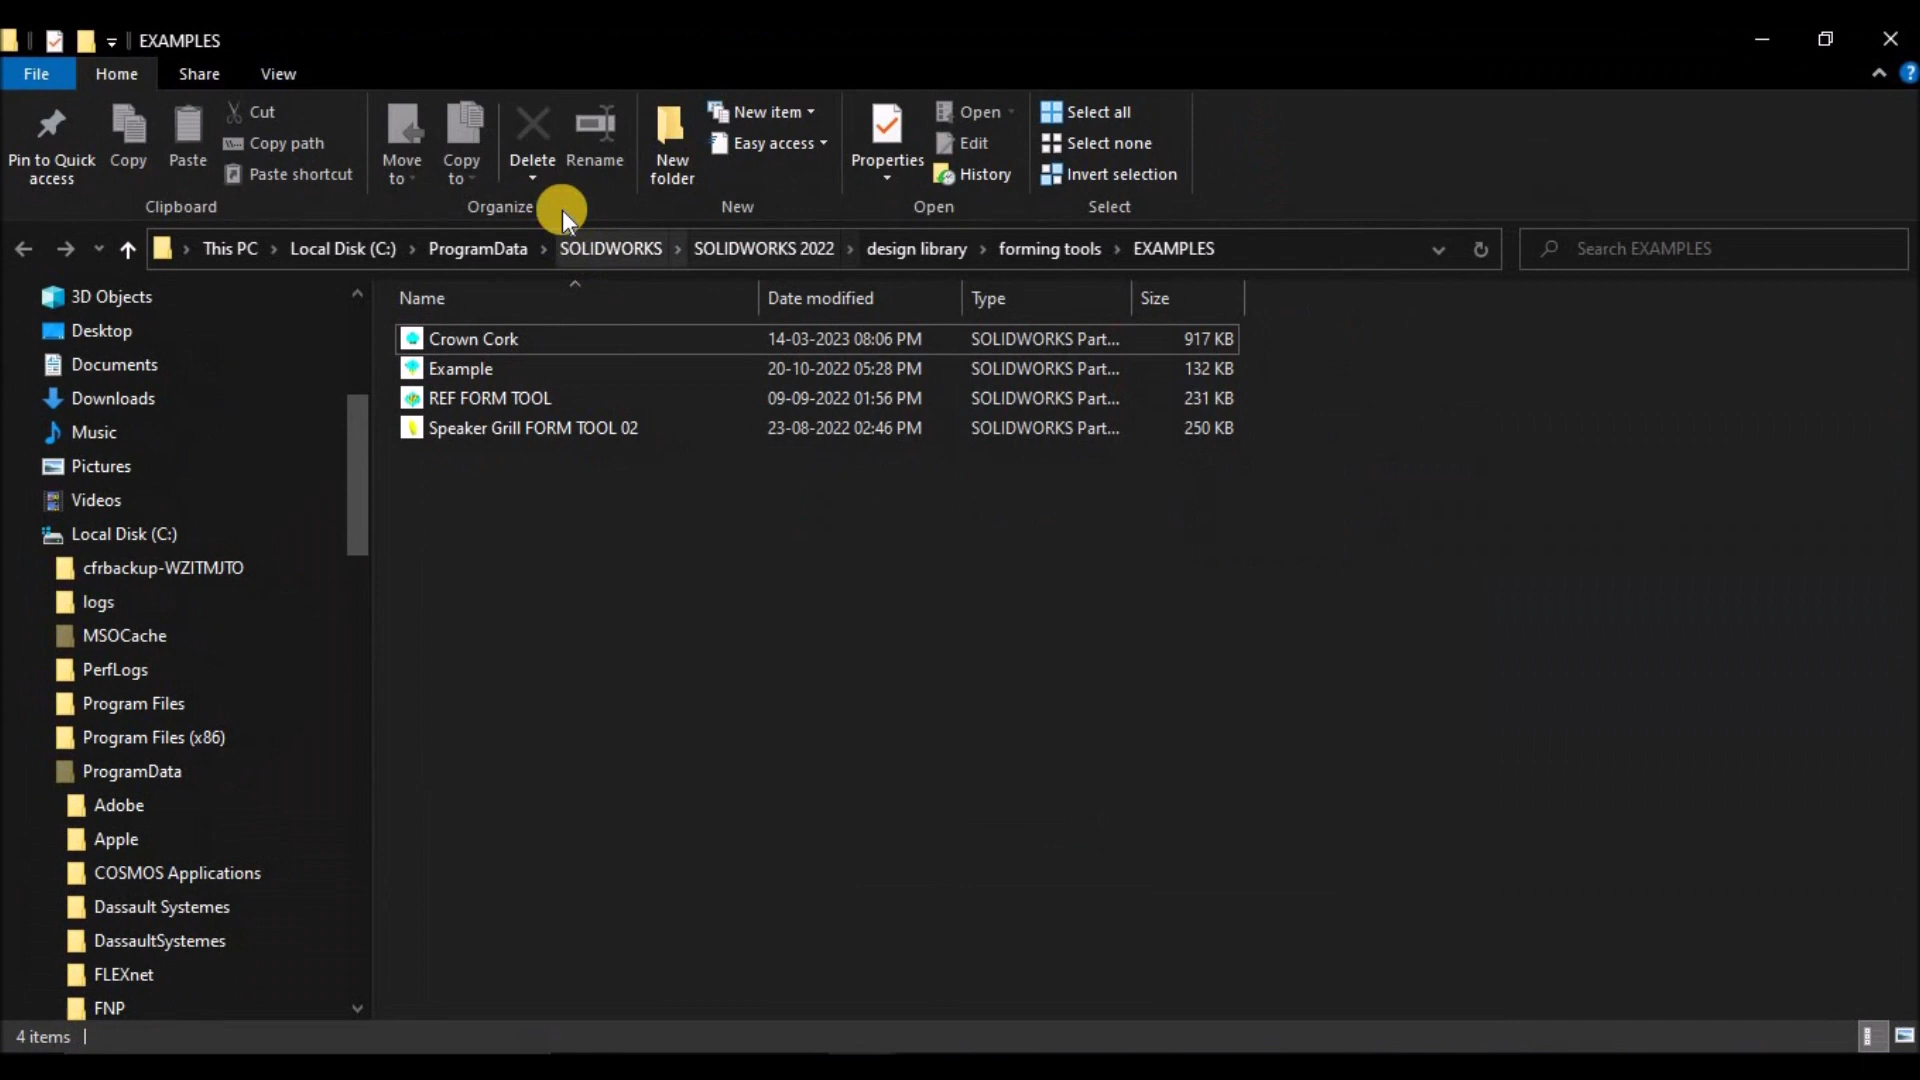 EXAMPLES
File Home Share View
Pin to Quick access
Copy
Paste
Cut
Copy path
Paste shortcut
Clipboard
Move to
Copy to
Delete
Rename
Organize
New folder
New item
Easy access
New
Properties
Open
Edit
History
Open
Select all
Select none
Invert selection
Select
This PC › Local Disk (C:) › ProgramData › SOLIDWORKS › SOLIDWORKS 2022 › design library › forming tools › EXAMPLES
Search EXAMPLES
Name Date modified Type Size
Crown Cork 14-03-2023 08:06 PM SOLIDWORKS Part... 917 KB
Example 20-10-2022 05:28 PM SOLIDWORKS Part... 132 KB
REF FORM TOOL 09-09-2022 01:56 PM SOLIDWORKS Part... 231 KB
Speaker Grill FORM TOOL 02 23-08-2022 02:46 PM SOLIDWORKS Part... 250 KB
3D Objects
Desktop
Documents
Downloads
Music
Pictures
Videos
Local Disk (C:)
cfrbackup-WZITMJTO
logs
MSOCache
PerfLogs
Program Files
Program Files (x86)
ProgramData
Adobe
Apple
COSMOS Applications
Dassault Systemes
DassaultSystemes
FLEXnet
FNP
4 items